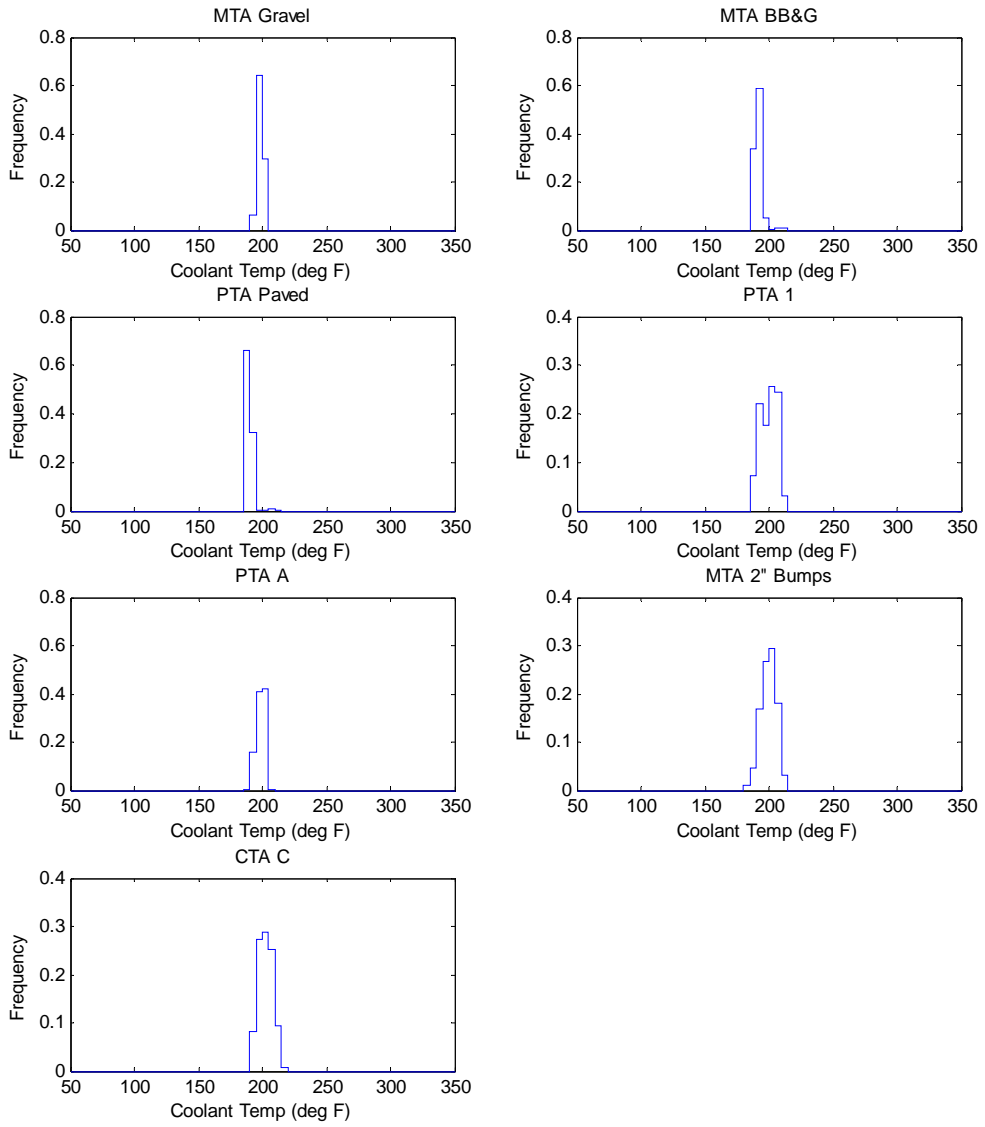 MTA Gravel
0.8
0.6
0.4
0.2
0
Frequency
50 100 150 200 250 300 350
Coolant Temp (deg F)
MTA BB&G
0.8
0.6
0.4
0.2
0
Frequency
50 100 150 200 250 300 350
Coolant Temp (deg F)
PTA Paved
0.8
0.6
0.4
0.2
0
Frequency
50 100 150 200 250 300 350
Coolant Temp (deg F)
PTA 1
0.4
0.3
0.2
0.1
0
Frequency
50 100 150 200 250 300 350
Coolant Temp (deg F)
PTA A
0.8
0.6
0.4
0.2
0
Frequency
50 100 150 200 250 300 350
Coolant Temp (deg F)
MTA 2" Bumps
0.4
0.3
0.2
0.1
0
Frequency
50 100 150 200 250 300 350
Coolant Temp (deg F)
CTA C
0.4
0.3
0.2
0.1
0
Frequency
50 100 150 200 250 300 350
Coolant Temp (deg F)